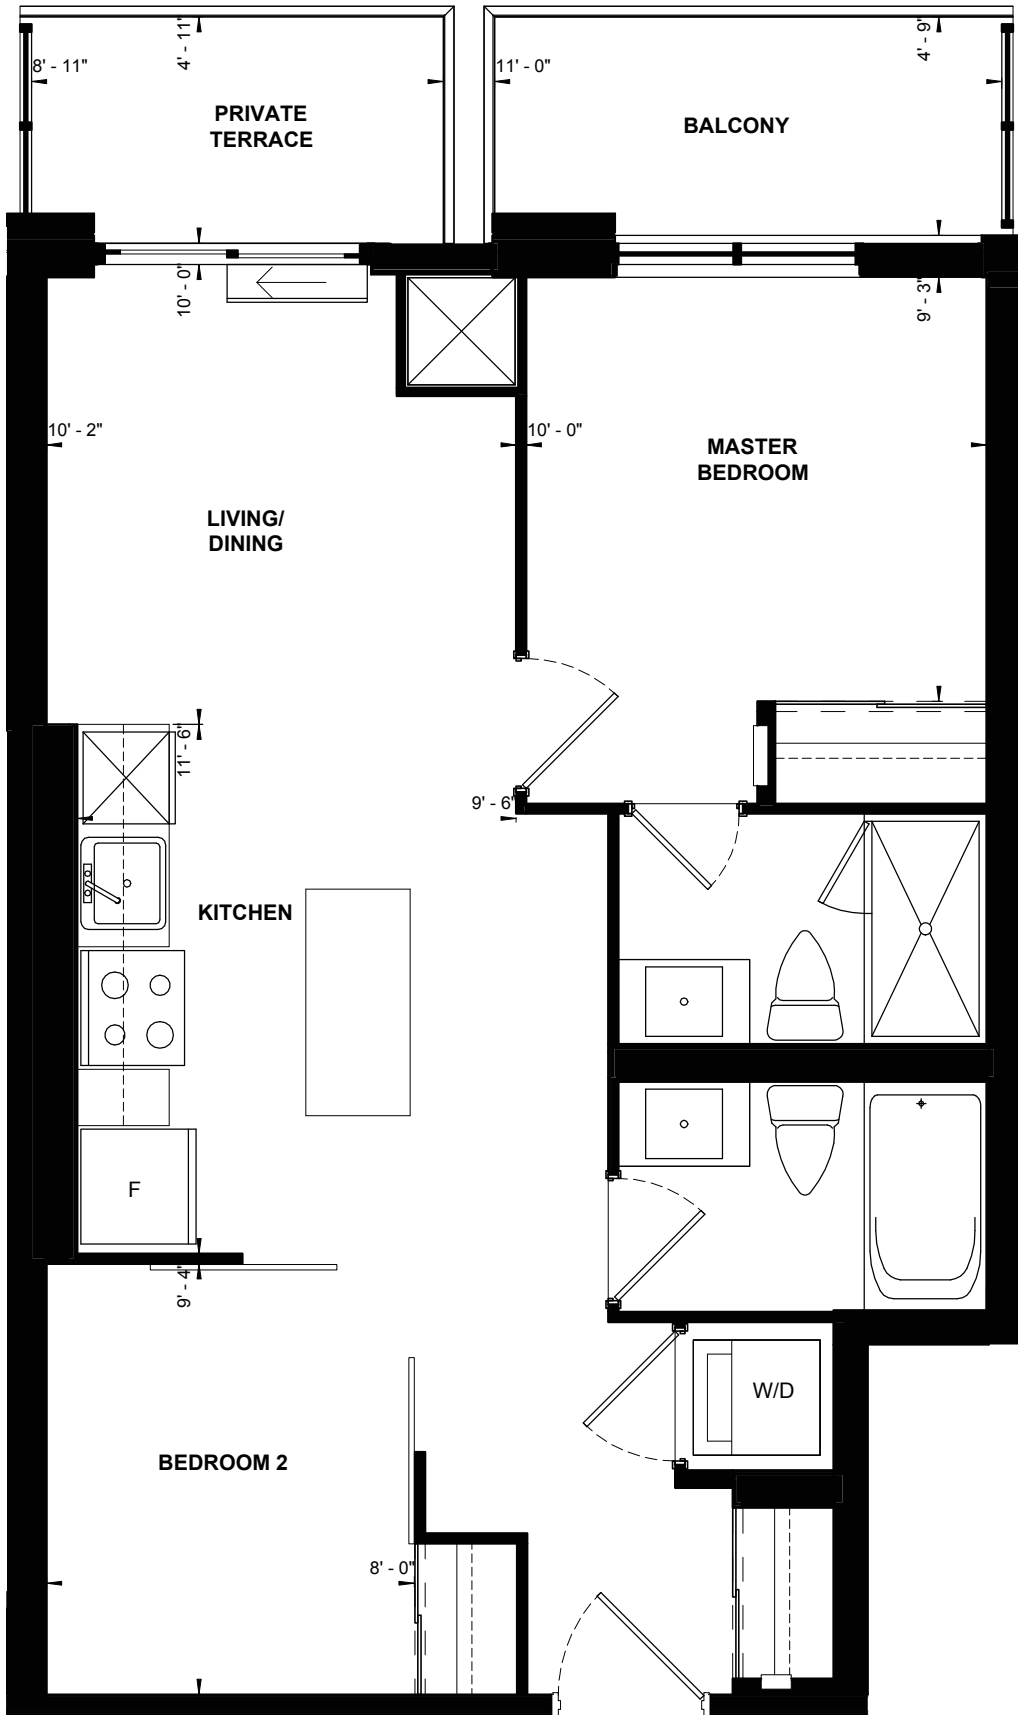 4' - 11"
4' - 9"
8' - 11"
11' - 0"
PRIVATE
TERRACE
BALCONY
10' - 0"
9' - 3"
10' - 2"
10' - 0"
MASTER
BEDROOM
LIVING/
DINING
11' - 6"
9' - 6"
KITCHEN
F
9' - 4"
W/D
BEDROOM 2
8' - 0"